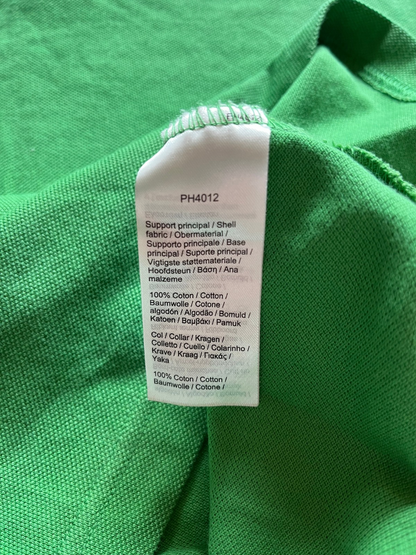 PH4012
Support principal / Shell
fabric / Obermaterial /
Supporto principale / Base
principal / Suporte principal /
Vigtigste støttemateriale /
Hoofdsteun / Βάση / Ana
malzeme
100% Coton / Cotton /
Baumwolle / Cotone /
algodón / Algodão / Bomuld /
Katoen / Βαμβάκι / Pamuk
Col / Collar / Kragen /
Colletto / Cuello / Colarinho /
Krave / Kraag / Γιακάς /
Yaka
100% Coton / Cotton /
Baumwolle / Cotone /